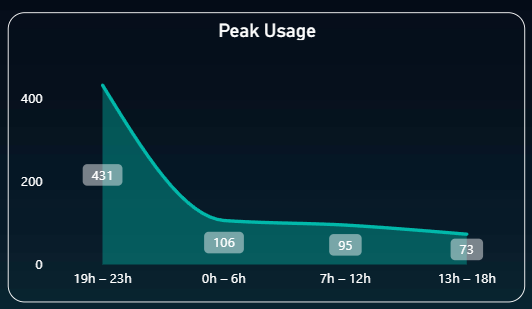 Peak Usage
400
200
0
431
106
95
73
19h – 23h
0h – 6h
7h – 12h
13h – 18h